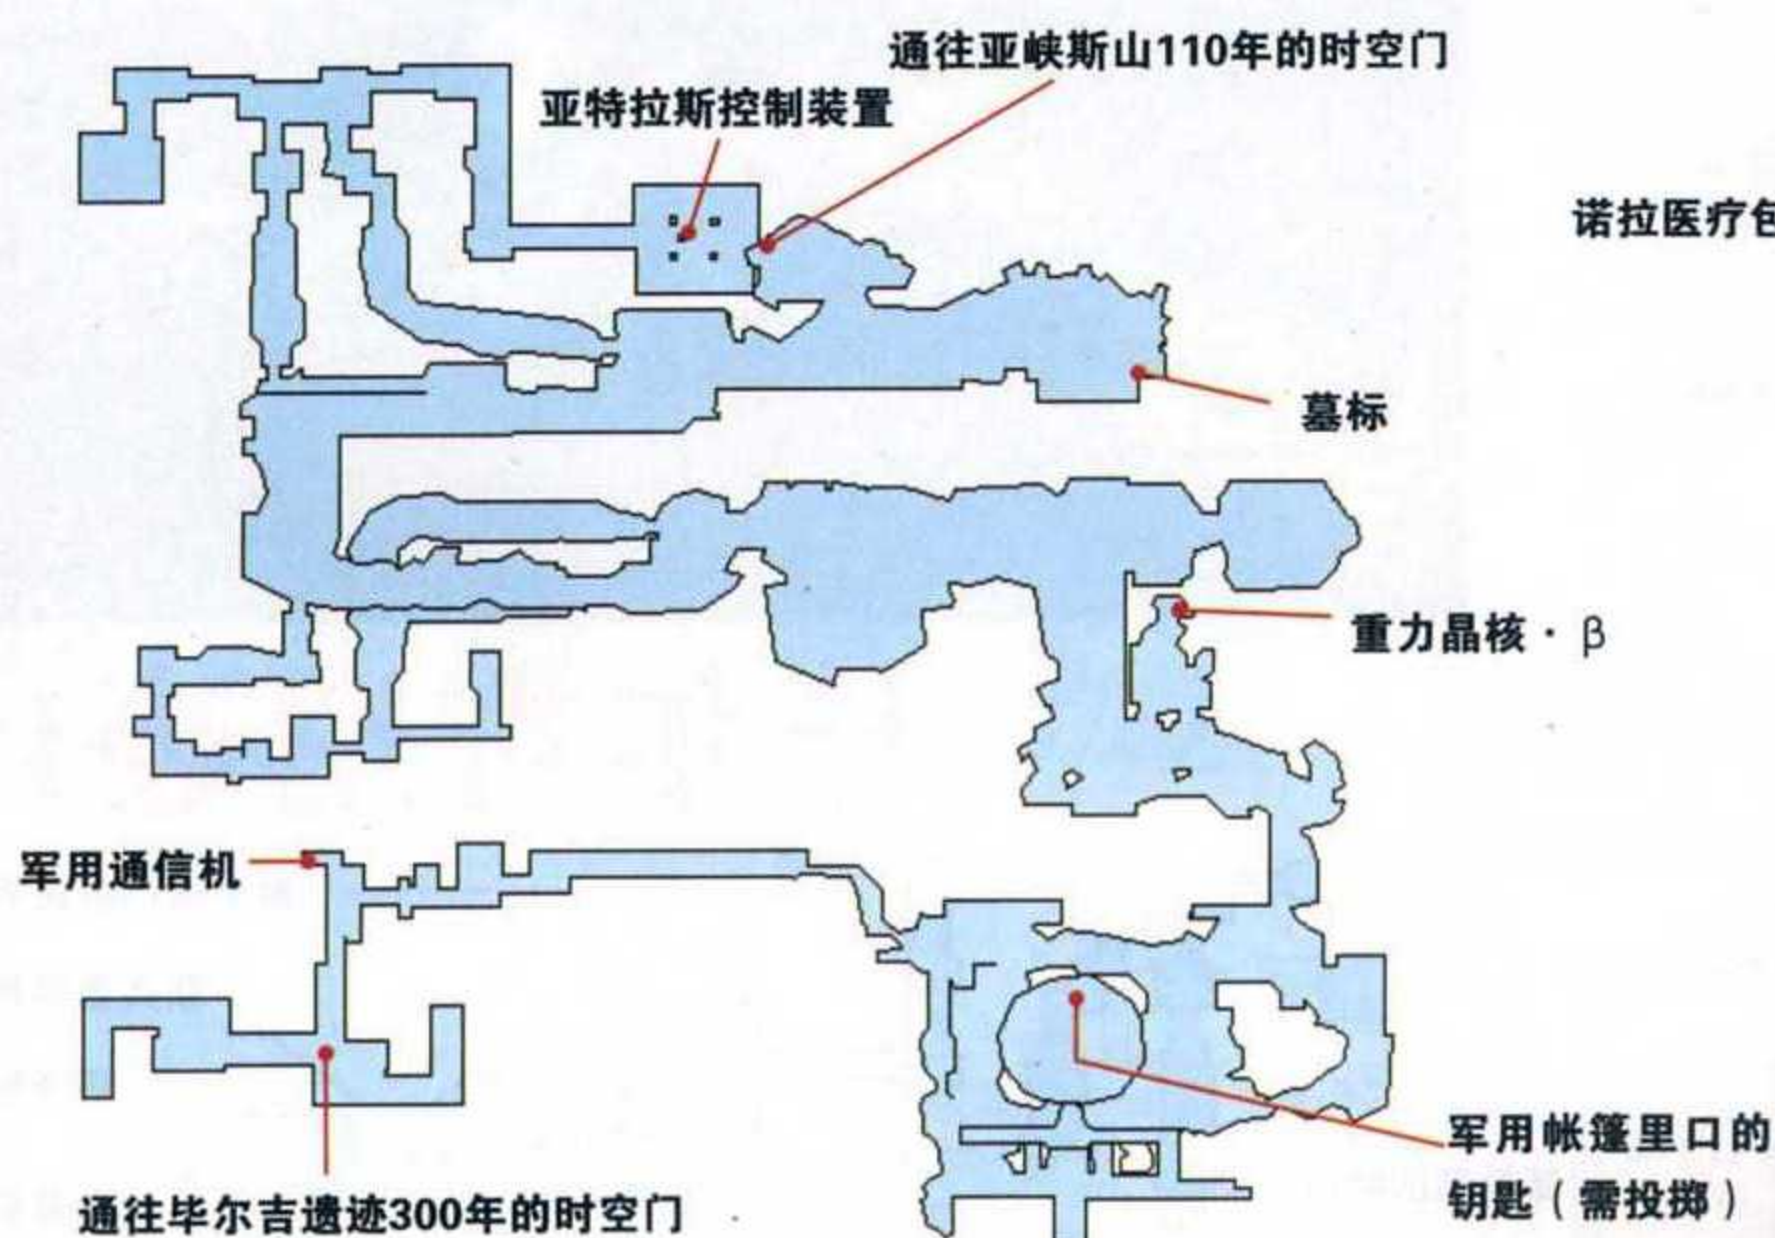 通往亚峡斯山110年的时空门
亚特拉斯控制装置
诺拉医疗包
墓标
重力晶核·β
军用通信机
军用帐篷里口的
钥匙（需投掷）
通往毕尔吉遗迹300年的时空门